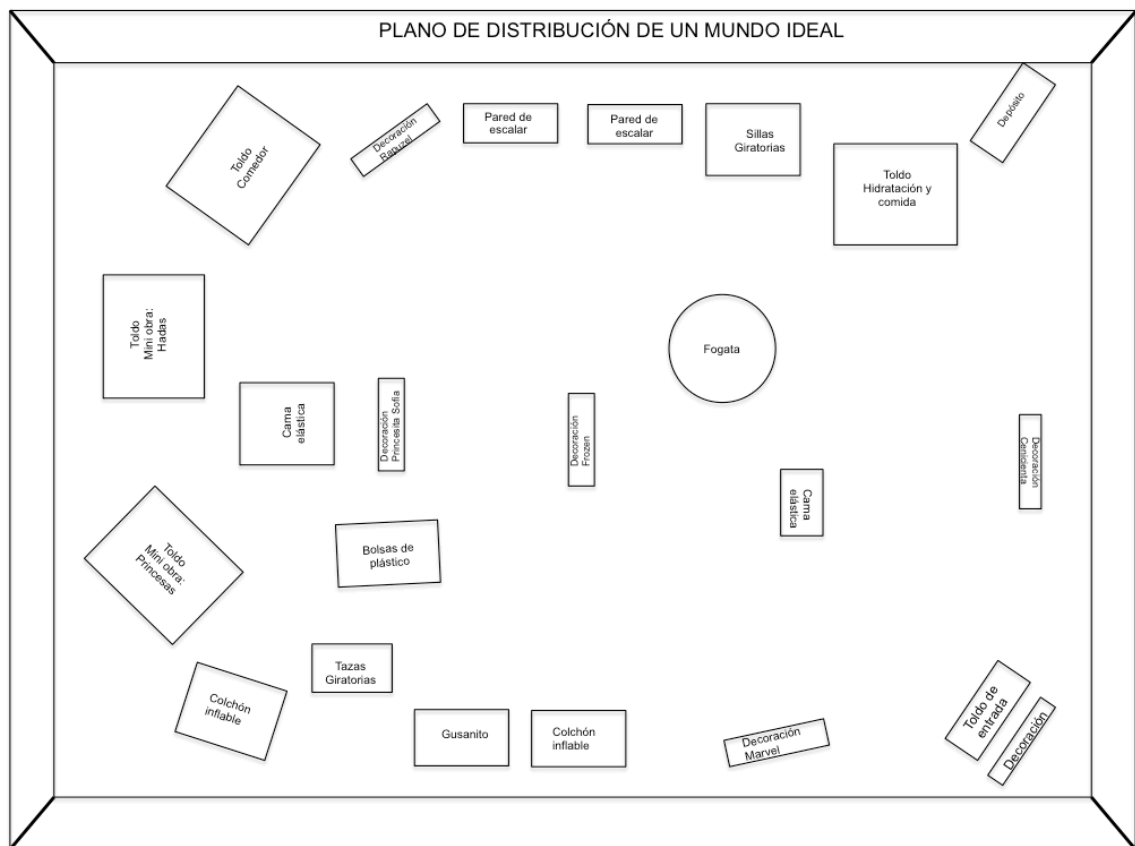 PLANO DE DISTRIBUCIÓN DE UN MUNDO IDEAL
Toldo
Comedor
Decoración
Rapuzel
Pared de
escalar
Pared de
escalar
Sillas
Giratorias
Toldo
Hidratación y
comida
Depósito
Toldo
Mini obra:
Hadas
Fogata
Cama
elástica
Decoración
Princesita Sofía
Decoración
Frozen
Decoración
Cenicienta
Cama
elástica
Toldo
Mini obra:
Princesas
Bolsas de
plástico
Tazas
Giratorias
Colchón
inflable
Gusanito
Colchón
inflable
Decoración
Marvel
Toldo de
entrada
Decoración